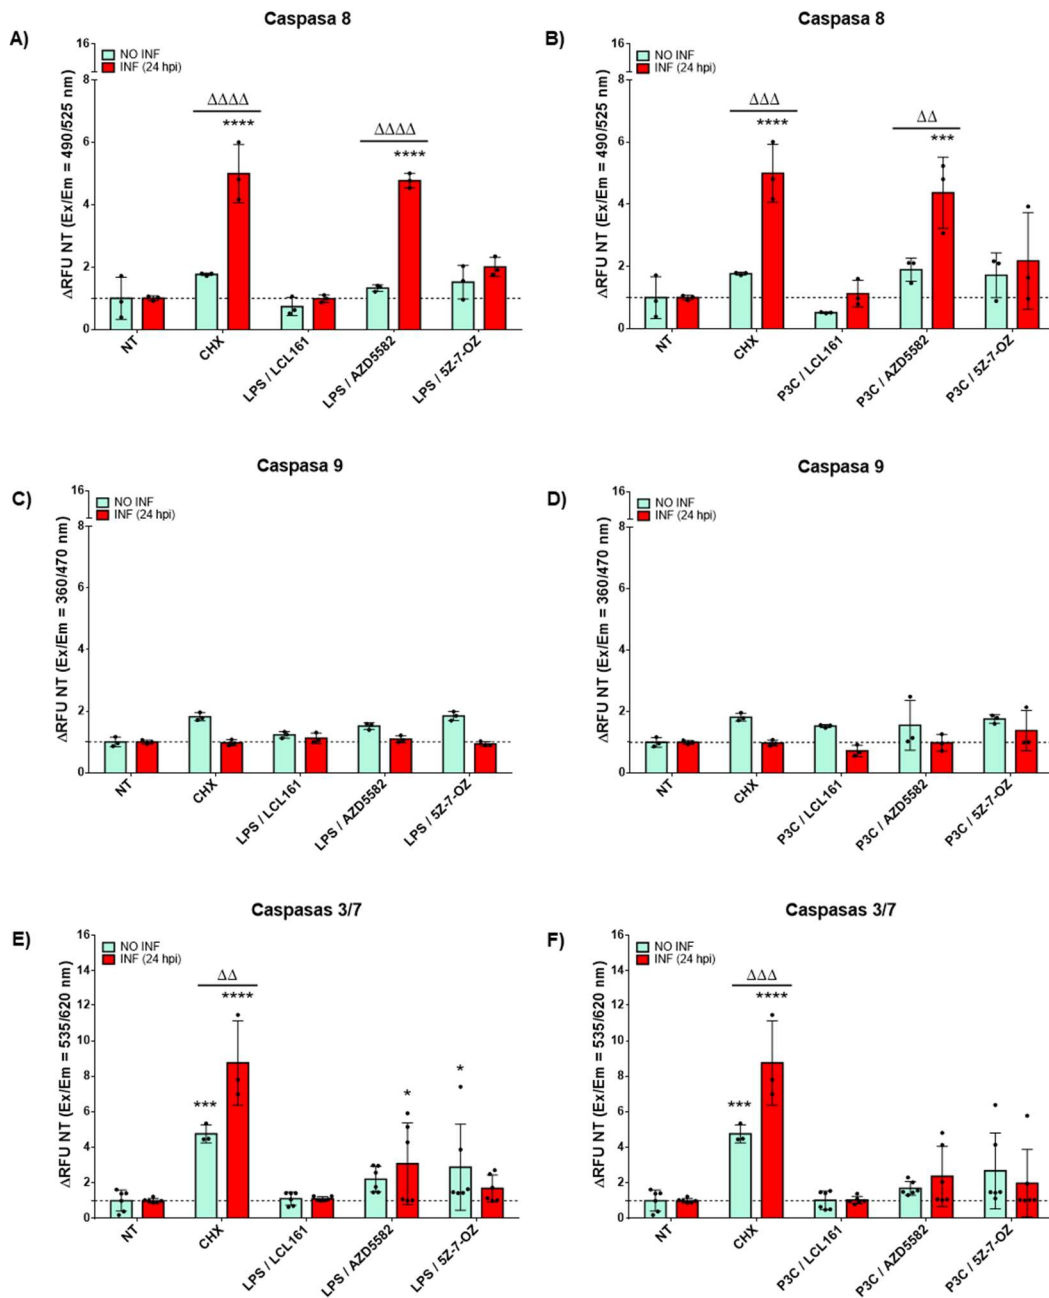 Caspasa 8
A)
16
NO INF
INF (24 hpi)
8
ΔΔΔΔ
****
ΔΔΔΔ
****
6
4
2
0
ΔRFU NT (Ex/Em = 490/525 nm)
NT
CHX
LPS / LCL161
LPS / AZD5582
LPS / 5Z-7-OZ
Caspasa 8
B)
16
NO INF
INF (24 hpi)
8
ΔΔΔ
****
ΔΔ
***
6
4
2
0
ΔRFU NT (Ex/Em = 490/525 nm)
NT
CHX
P3C / LCL161
P3C / AZD5582
P3C / 5Z-7-OZ
Caspasa 9
C)
16
NO INF
INF (24 hpi)
8
6
4
2
0
ΔRFU NT (Ex/Em = 360/470 nm)
NT
CHX
LPS / LCL161
LPS / AZD5582
LPS / 5Z-7-OZ
Caspasa 9
D)
16
NO INF
INF (24 hpi)
8
6
4
2
0
ΔRFU NT (Ex/Em = 360/470 nm)
NT
CHX
P3C / LCL161
P3C / AZD5582
P3C / 5Z-7-OZ
Caspasas 3/7
E)
16
NO INF
INF (24 hpi)
14
ΔΔ
12
****
10
8
6
***
*
*
4
2
0
ΔRFU NT (Ex/Em = 535/620 nm)
NT
CHX
LPS / LCL161
LPS / AZD5582
LPS / 5Z-7-OZ
Caspasas 3/7
F)
16
NO INF
INF (24 hpi)
14
ΔΔΔ
12
****
10
8
6
***
4
2
0
ΔRFU NT (Ex/Em = 535/620 nm)
NT
CHX
P3C / LCL161
P3C / AZD5582
P3C / 5Z-7-OZ